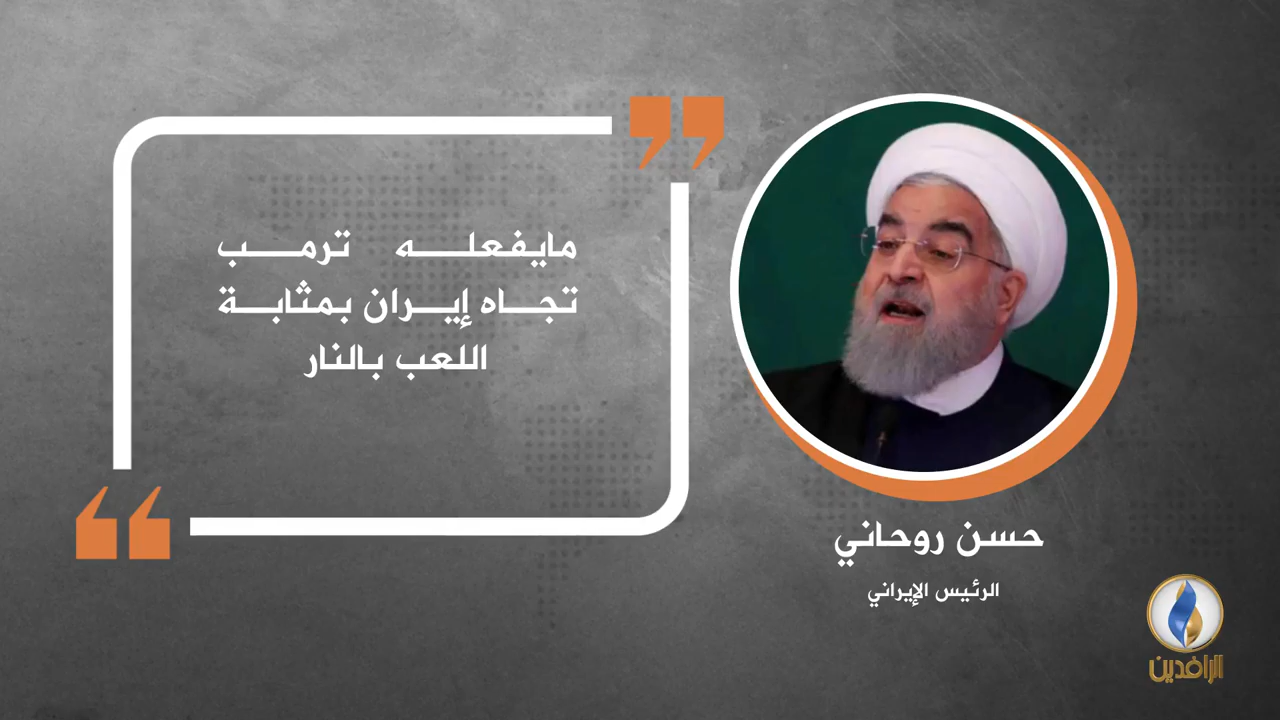 مايفعله ترمب
تجاه إيران بمثابة
اللعب بالنار
حسن روحاني
الرئيس الإيراني
الرافدين